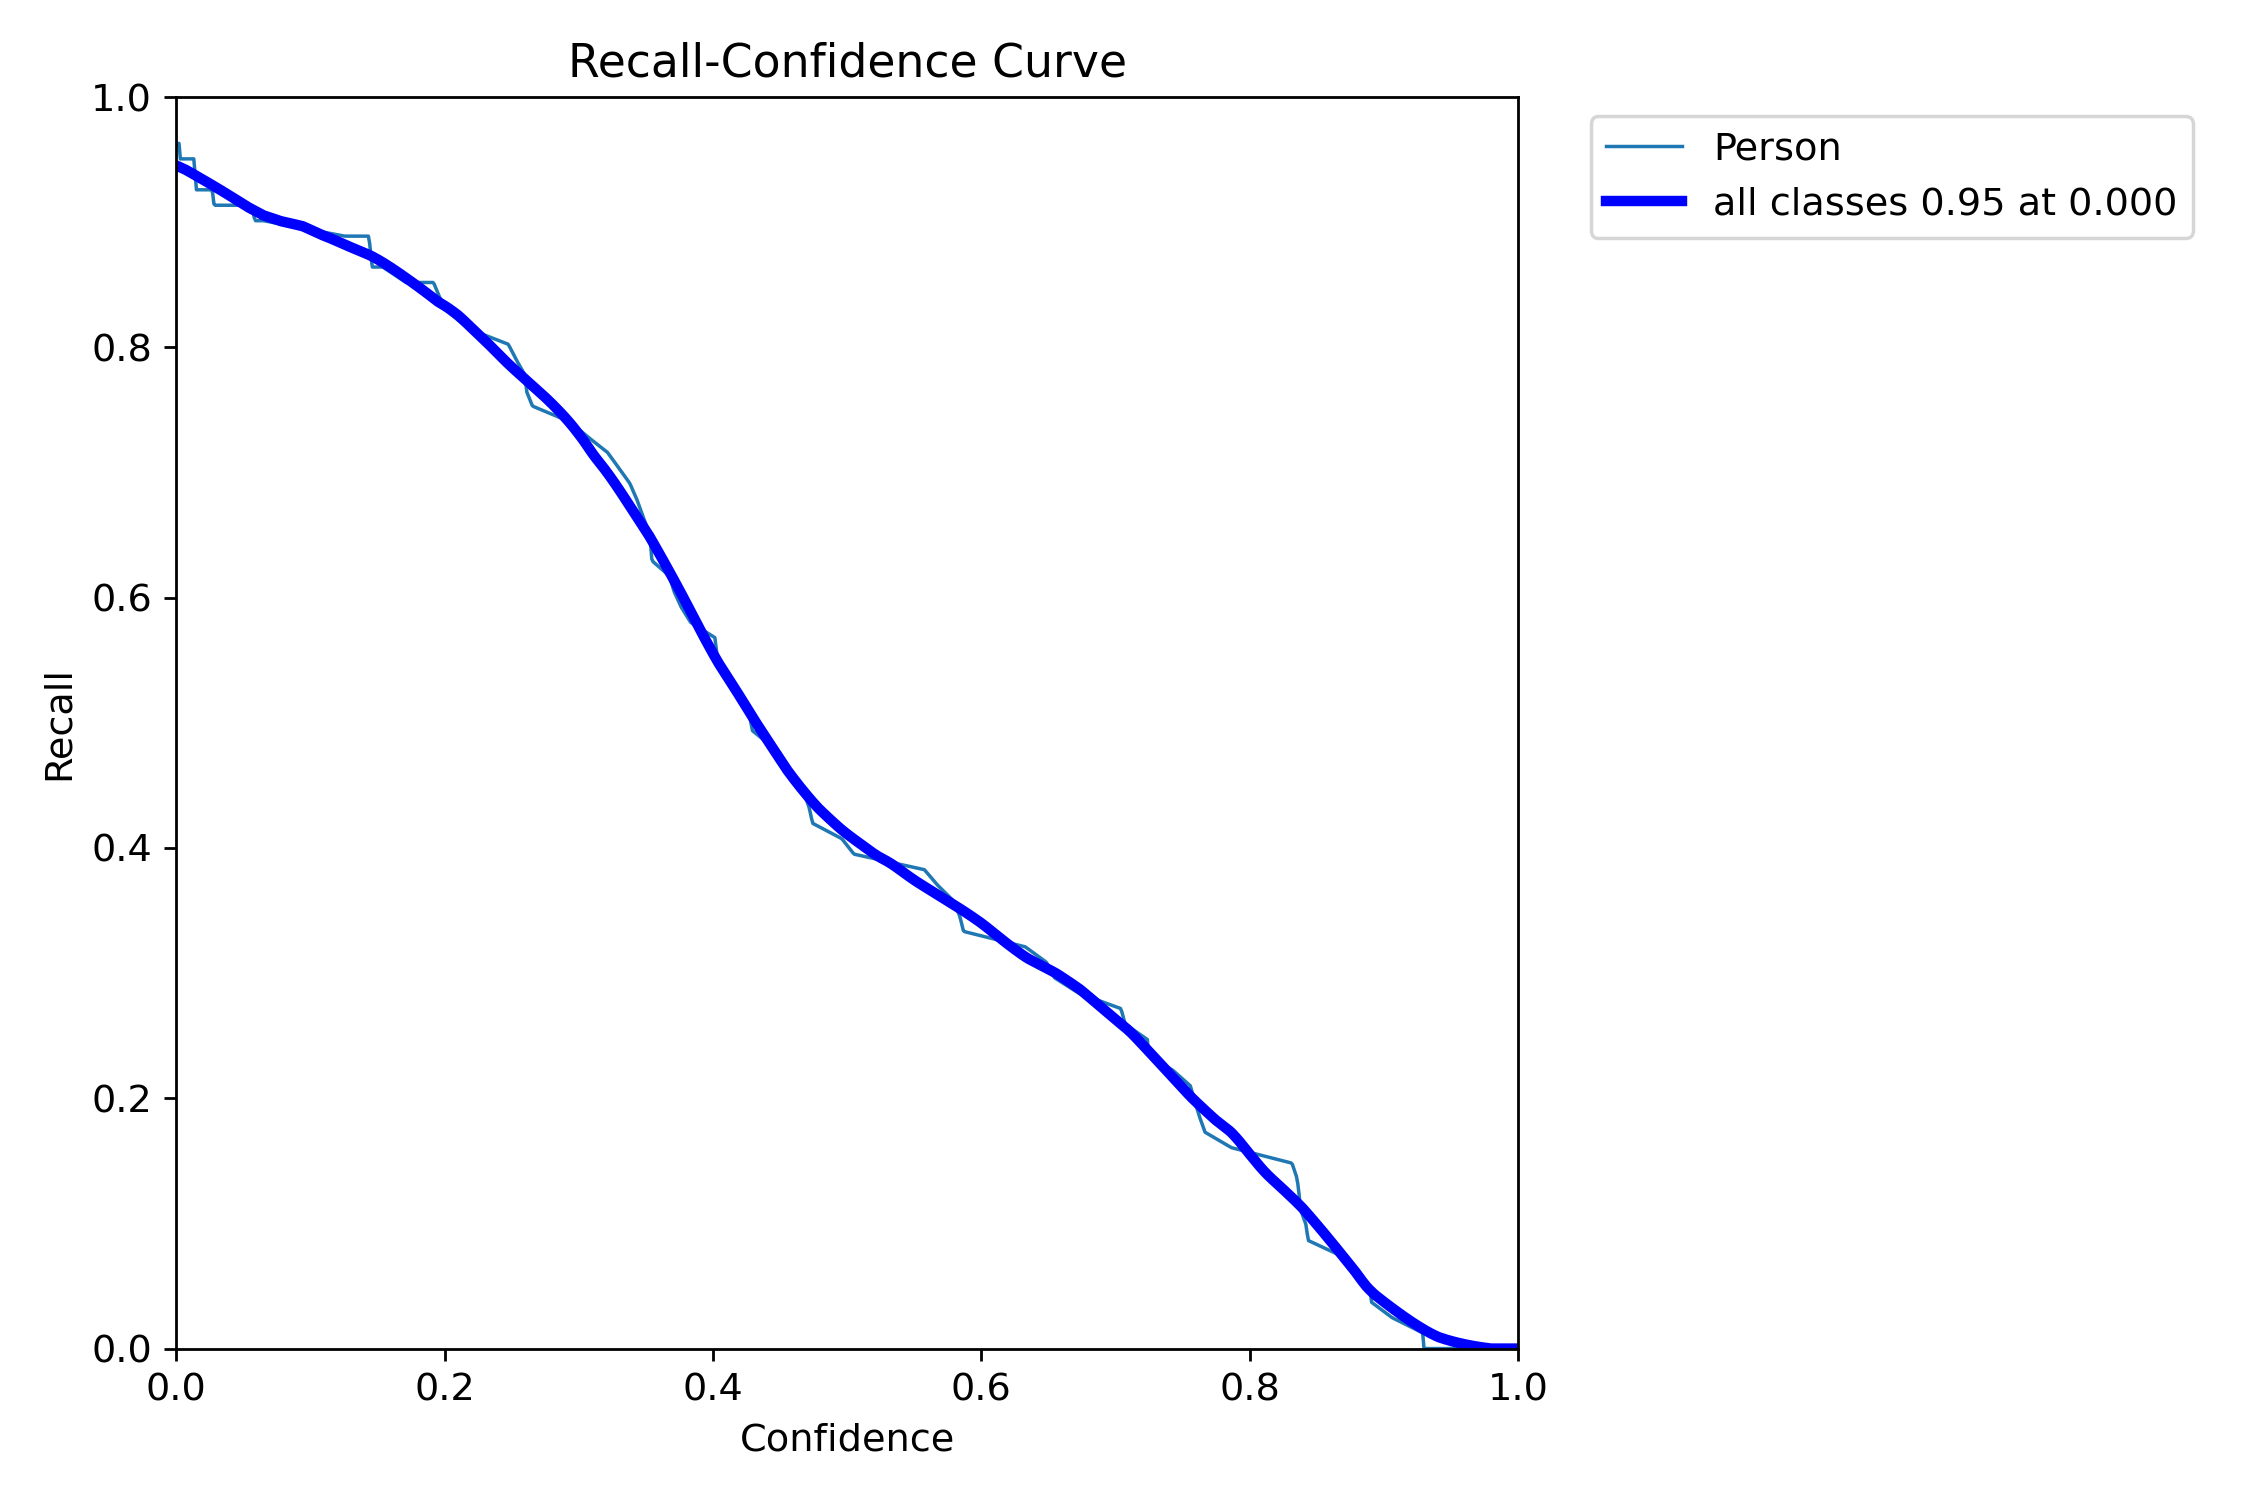 Recall-Confidence Curve
1.0
0.8
0.6
0.4
0.2
0.0
Recall
0.0 0.2 0.4 0.6 0.8 1.0
Confidence
Person
all classes 0.95 at 0.000